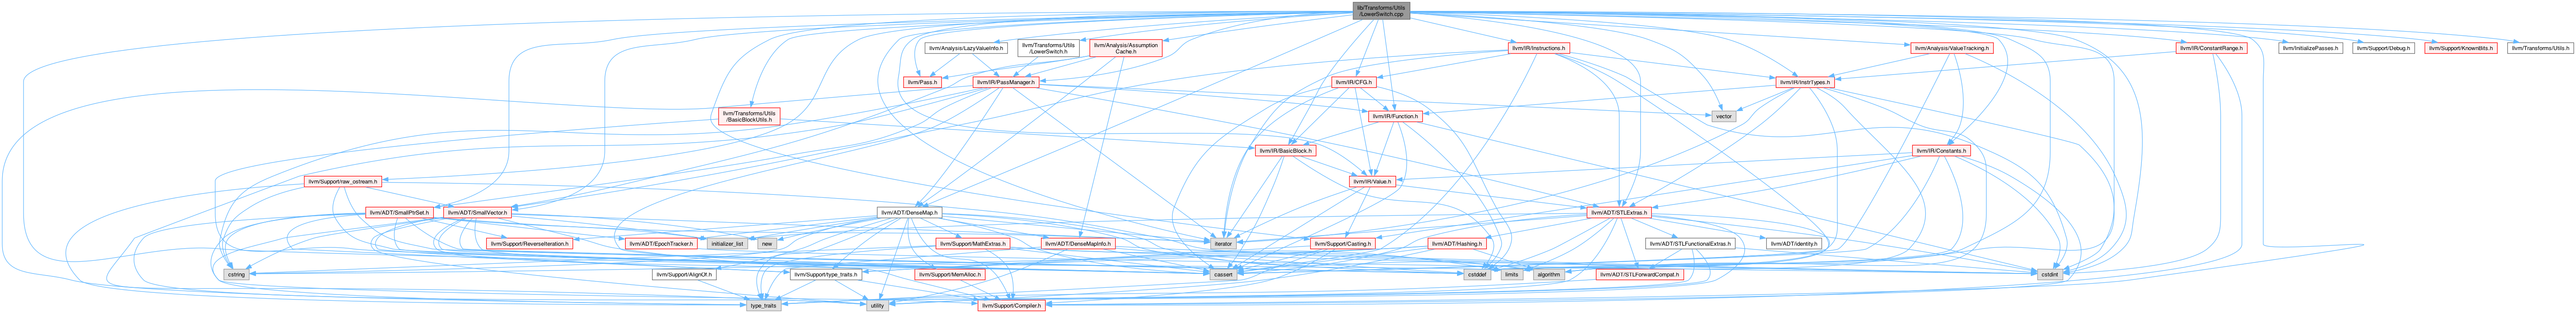 lib/Transforms/Utils
/LowerSwitch.cpp
llvm/Analysis/LazyValueInfo.h
llvm/Transforms/Utils
/LowerSwitch.h
llvm/Analysis/Assumption
Cache.h
llvm/IR/Instructions.h
llvm/Analysis/ValueTracking.h
llvm/IR/ConstantRange.h
llvm/InitializePasses.h
llvm/Support/Debug.h
llvm/Support/KnownBits.h
llvm/Transforms/Utils.h
llvm/Pass.h
llvm/IR/PassManager.h
llvm/IR/CFG.h
llvm/IR/InstrTypes.h
llvm/Transforms/Utils
/BasicBlockUtils.h
llvm/IR/Function.h
vector
llvm/IR/BasicBlock.h
llvm/IR/Constants.h
llvm/Support/raw_ostream.h
llvm/IR/Value.h
llvm/ADT/SmallPtrSet.h
llvm/ADT/SmallVector.h
llvm/ADT/DenseMap.h
llvm/ADT/STLExtras.h
llvm/Support/ReverseIteration.h
llvm/ADT/EpochTracker.h
initializer_list
new
llvm/Support/MathExtras.h
llvm/ADT/DenseMapInfo.h
iterator
llvm/Support/Casting.h
llvm/ADT/Hashing.h
llvm/ADT/STLFunctionalExtras.h
llvm/ADT/identity.h
cstring
llvm/Support/AlignOf.h
llvm/Support/type_traits.h
llvm/Support/MemAlloc.h
cassert
cstddef
limits
algorithm
llvm/ADT/STLForwardCompat.h
cstdint
type_traits
utility
llvm/Support/Compiler.h